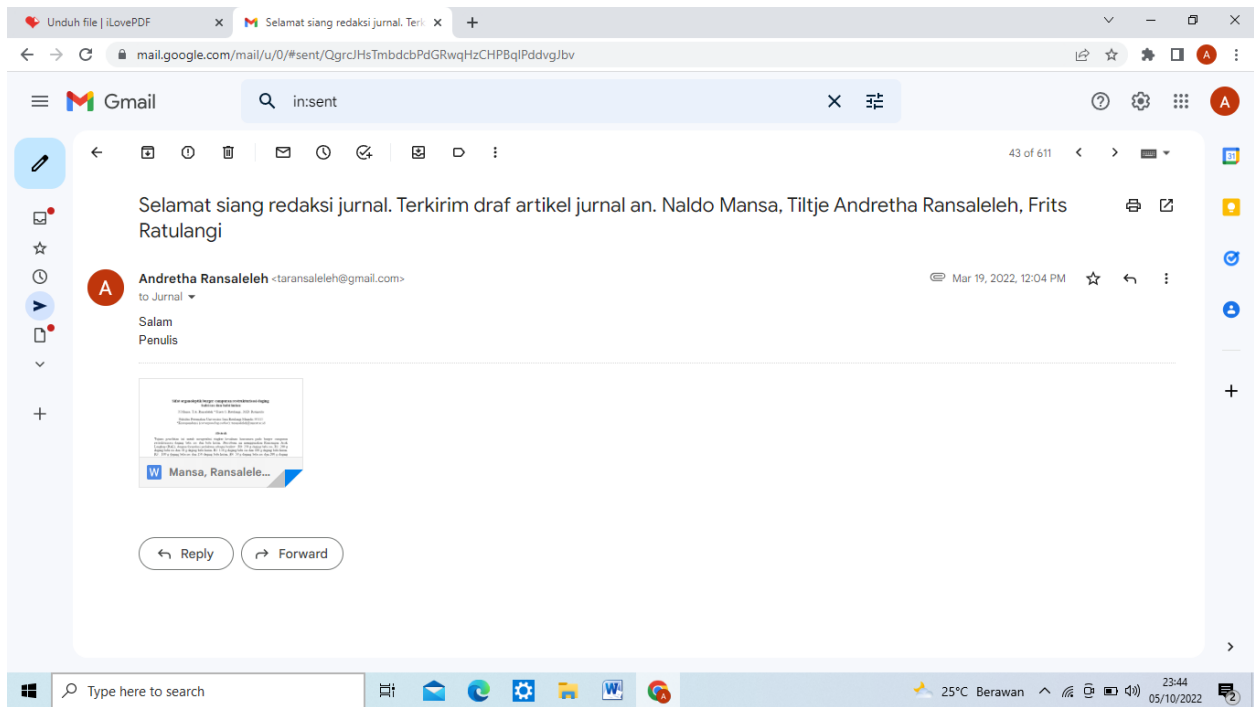 Unduh file | iLovePDF
Selamat siang redaksi jurnal. Terk
mail.google.com/mail/u/0/#sent/QgrcJHsTmbdcbPdGRwqHzCHPBqlPddvgJbv
A
Gmail
in:sent
A
43 of 611
31
Selamat siang redaksi jurnal. Terkirim draf artikel jurnal an. Naldo Mansa, Tiltje Andretha Ransaleleh, Frits
Ratulangi
A
Andretha Ransaleleh <taransaleleh@gmail.com>
Mar 19, 2022, 12:04 PM
to Jurnal
Salam
Penulis
W Mansa, Ransalele...
Reply
Forward
Type here to search
25°C Berawan
23:44
05/10/2022
2